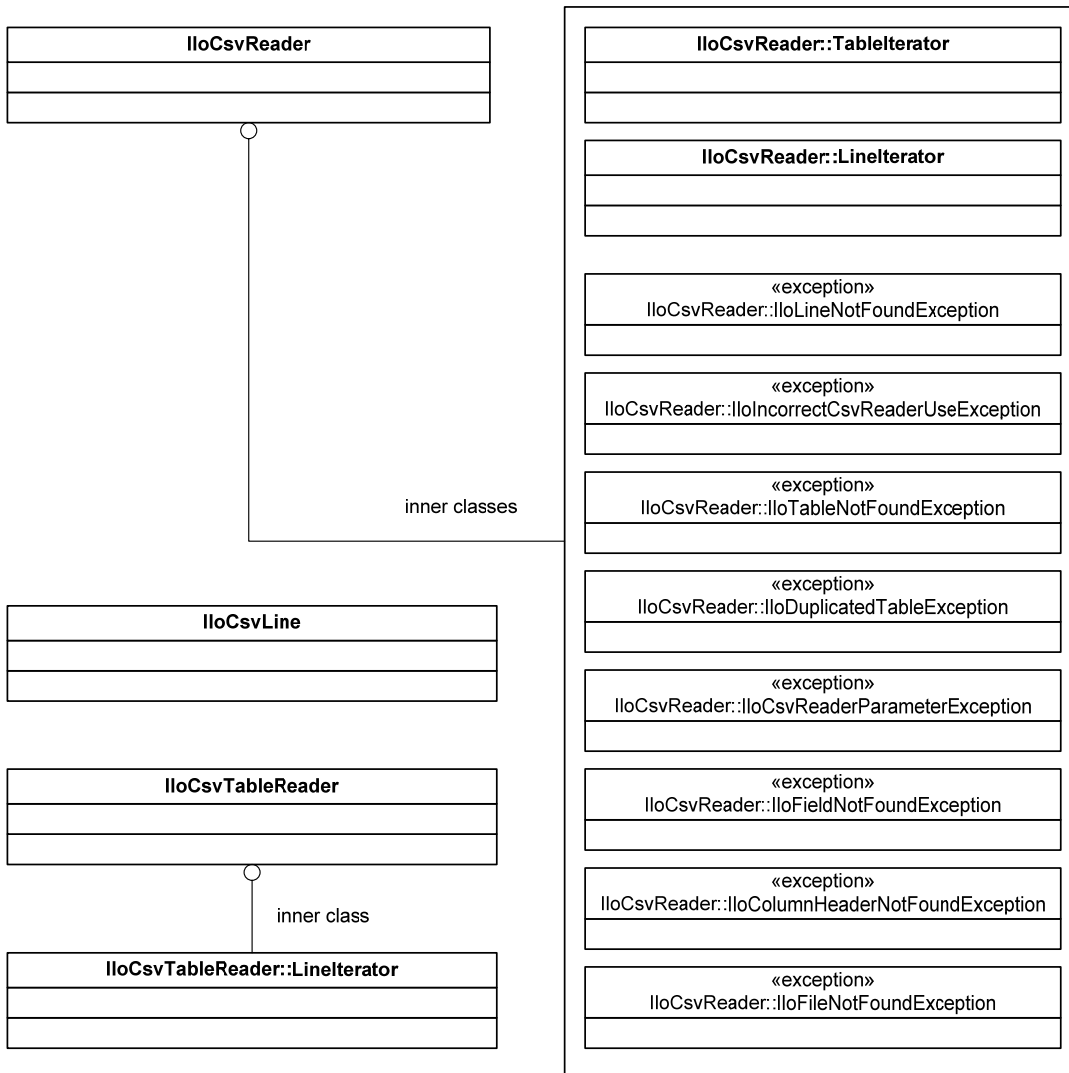 IloCsvReader
inner classes
IloCsvLine
IloCsvTableReader
inner class
IloCsvTableReader::LineIterator
IloCsvReader::TableIterator
IloCsvReader::LineIterator
«exception»
IloCsvReader::IloLineNotFoundException
«exception»
IloCsvReader::IloIncorrectCsvReaderUseException
«exception»
IloCsvReader::IloTableNotFoundException
«exception»
IloCsvReader::IloDuplicatedTableException
«exception»
IloCsvReader::IloCsvReaderParameterException
«exception»
IloCsvReader::IloFieldNotFoundException
«exception»
IloCsvReader::IloColumnHeaderNotFoundException
«exception»
IloCsvReader::IloFileNotFoundException